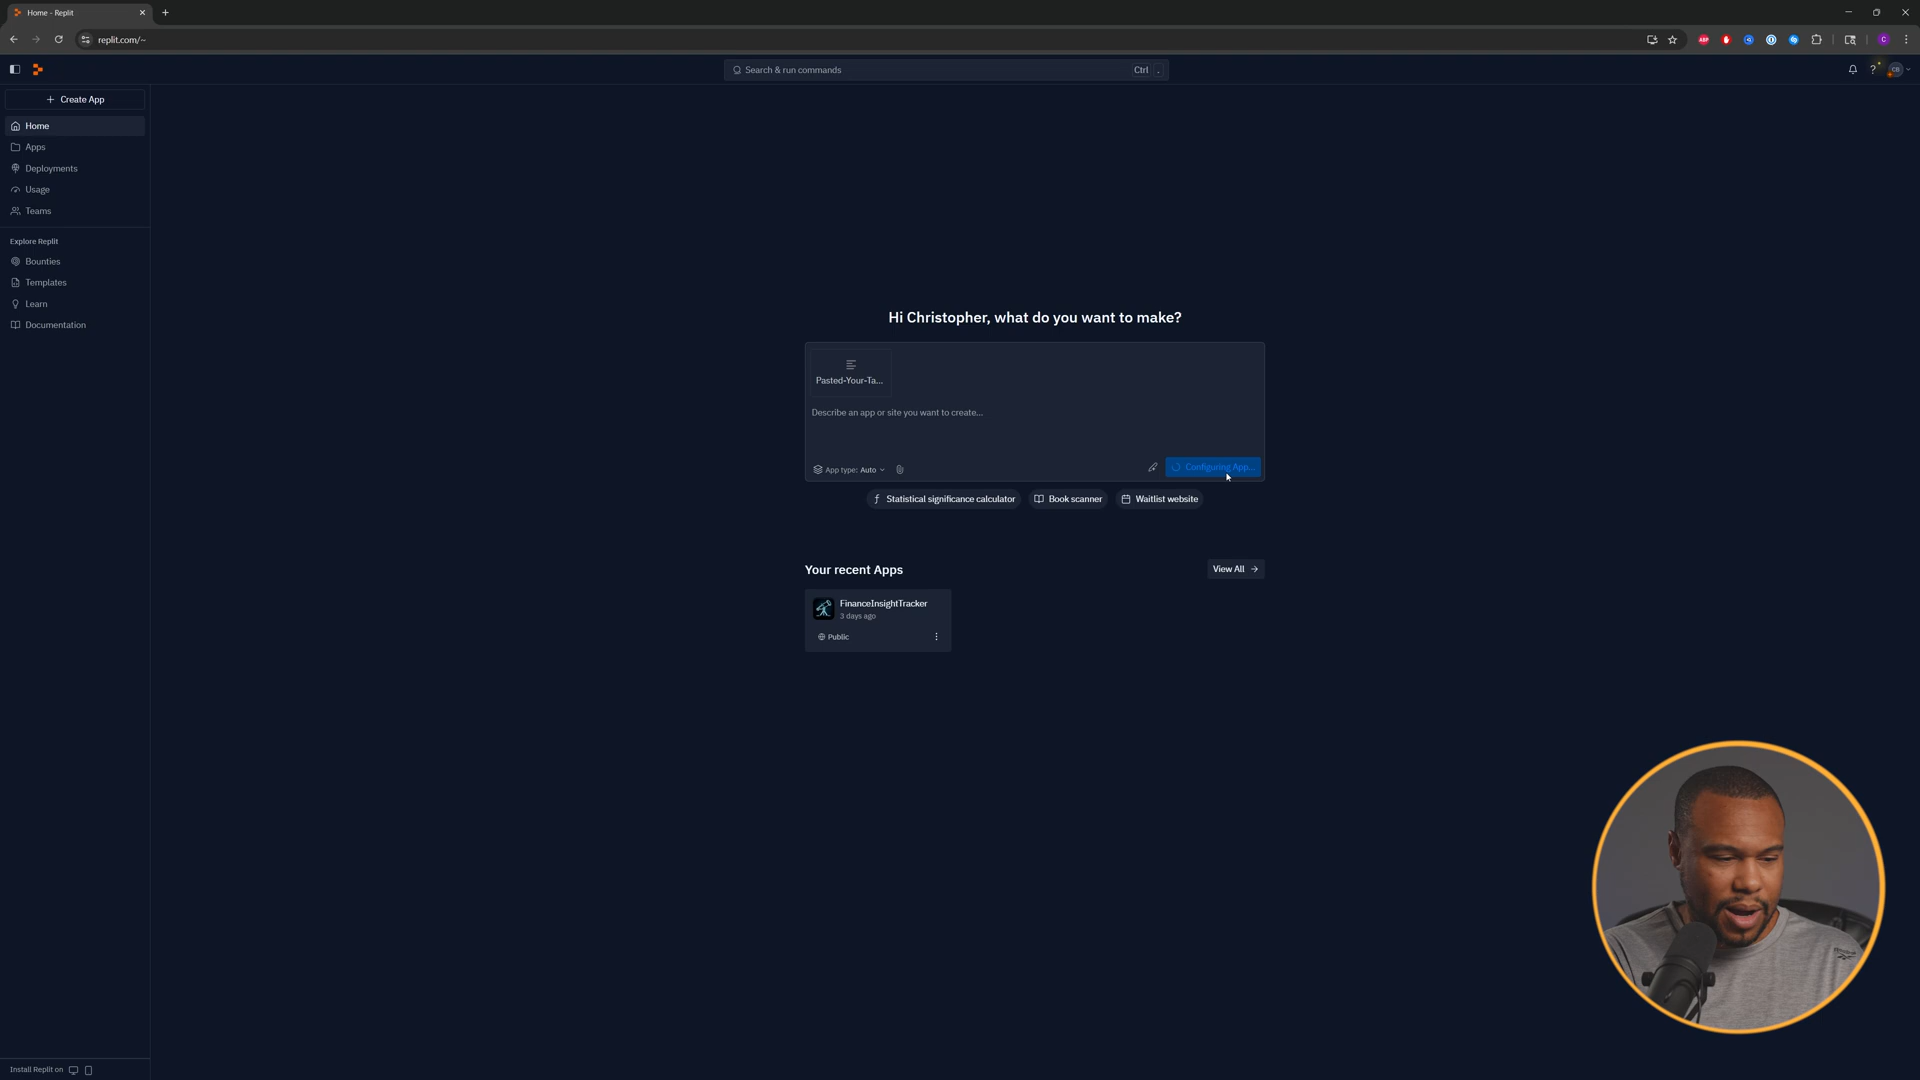 Home - Replit
replit.com/~
ABP
C
Search & run commands
Ctrl .
?
CB
Create App
Home
Apps
Deployments
Usage
Teams
Explore Replit
Bounties
Templates
Learn
Documentation
Hi Christopher, what do you want to make?
Pasted-Your-Ta...
Describe an app or site you want to create...
App type: Auto
Configuring App...
Statistical significance calculator
Book scanner
Waitlist website
Your recent Apps
View All
FinanceInsightTracker
3 days ago
Public
Install Replit on